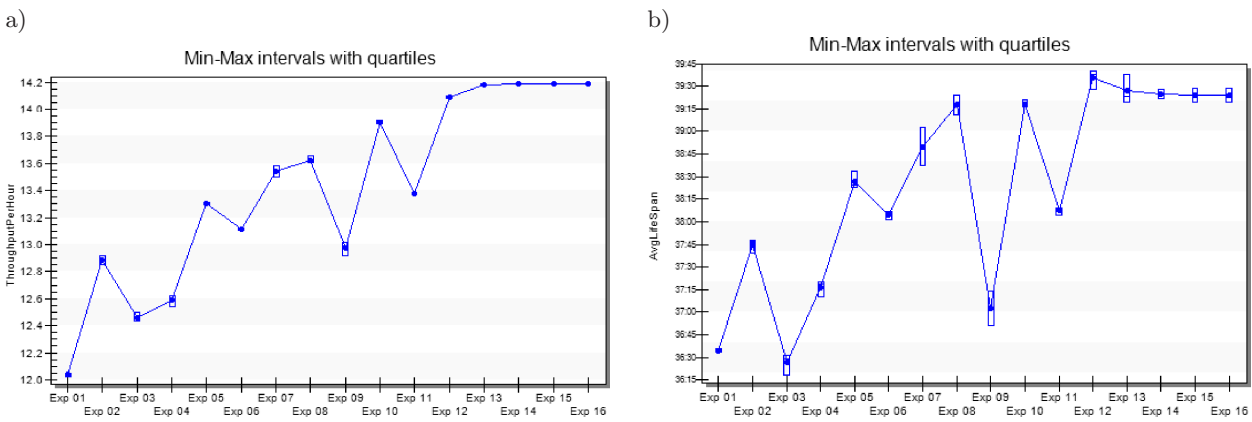 a)
Min-Max intervals with quartiles
ThroughputPerHour
14.2
14.0
13.8
13.6
13.4
13.2
13.0
12.8
12.6
12.4
12.2
12.0
Exp 01 Exp 03 Exp 05 Exp 07 Exp 09 Exp 11 Exp 13 Exp 15
Exp 02 Exp 04 Exp 06 Exp 08 Exp 10 Exp 12 Exp 14 Exp 16
b)
Min-Max intervals with quartiles
AvgLifeSpan
39:45
39:30
39:15
39:00
38:45
38:30
38:15
38:00
37:45
37:30
37:15
37:00
36:45
36:30
36:15
Exp 01 Exp 03 Exp 05 Exp 07 Exp 09 Exp 11 Exp 13 Exp 15
Exp 02 Exp 04 Exp 06 Exp 08 Exp 10 Exp 12 Exp 14 Exp 16